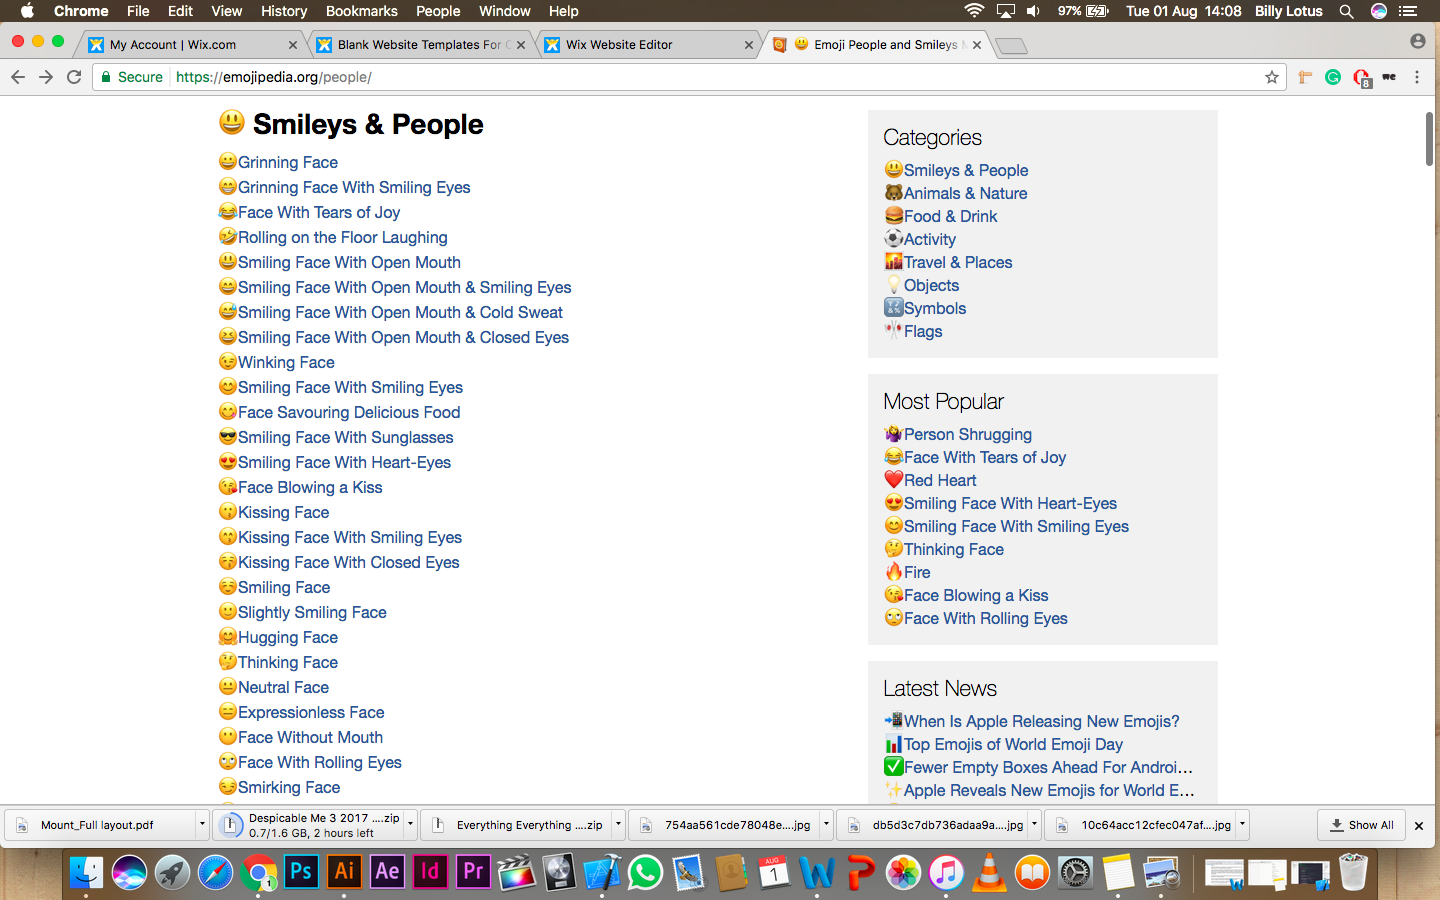 Chrome File Edit View History Bookmarks People Window Help 97% Tue 01 Aug 14:08 Billy Lotus
My Account | Wix.com
Blank Website Templates For
Wix Website Editor
Emoji People and Smileys
Secure https://emojipedia.org/people/
8
Smileys & People
Grinning Face
Grinning Face With Smiling Eyes
Face With Tears of Joy
Rolling on the Floor Laughing
Smiling Face With Open Mouth
Smiling Face With Open Mouth & Smiling Eyes
Smiling Face With Open Mouth & Cold Sweat
Smiling Face With Open Mouth & Closed Eyes
Winking Face
Smiling Face With Smiling Eyes
Face Savouring Delicious Food
Smiling Face With Sunglasses
Smiling Face With Heart-Eyes
Face Blowing a Kiss
Kissing Face
Kissing Face With Smiling Eyes
Kissing Face With Closed Eyes
Smiling Face
Slightly Smiling Face
Hugging Face
Thinking Face
Neutral Face
Expressionless Face
Face Without Mouth
Face With Rolling Eyes
Smirking Face
Categories
Smileys & People
Animals & Nature
Food & Drink
Activity
Travel & Places
Objects
Symbols
Flags
Most Popular
Person Shrugging
Face With Tears of Joy
Red Heart
Smiling Face With Heart-Eyes
Smiling Face With Smiling Eyes
Thinking Face
Fire
Face Blowing a Kiss
Face With Rolling Eyes
Latest News
When Is Apple Releasing New Emojis?
Top Emojis of World Emoji Day
Fewer Empty Boxes Ahead For Androi...
Apple Reveals New Emojis for World E...
Mount_Full layout.pdf
Despicable Me 3 2017 ....zip
0.7/1.6 GB, 2 hours left
Everything Everything ....zip
754aa561cde78048e....jpg
db5d3c7db736adaa9a....jpg
10c64acc12cfec047af....jpg
Show All
1 Ps Ai Ae Id Pr AUG 1